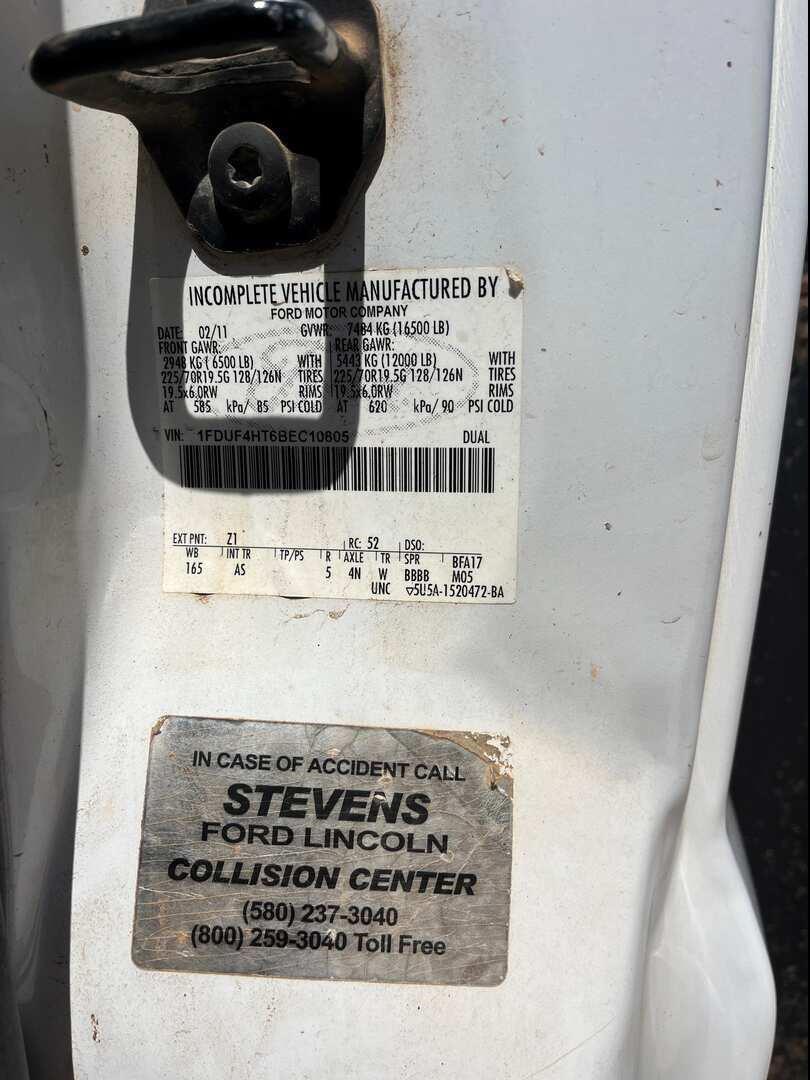 INCOMPLETE VEHICLE MANUFACTURED BY
FORD MOTOR COMPANY
DATE: 02/11 GVWR: 7484 KG (16500 LB)
FRONT GAWR: REAR GAWR:
2948 KG ( 6500 LB) WITH 5443 KG (12000 LB) WITH
225/70R19.5G 128/126N TIRES 225/70R19.5G 128/126N TIRES
19.5x6.0RW RIMS 19.5x6.0RW RIMS
AT 585 kPa/ 85 PSI COLD AT 620 kPa/ 90 PSI COLD
VIN: 1FDUF4HT6BEC10805 DUAL
EXT PNT: Z1 RC: 52 DSO:
WB INT TR TP/PS R AXLE TR SPR BFA17
165 AS 5 4N W BBBB M05
UNC ▽5U5A-1520472-BA
IN CASE OF ACCIDENT CALL
STEVENS
FORD LINCOLN
COLLISION CENTER
(580) 237-3040
(800) 259-3040 Toll Free